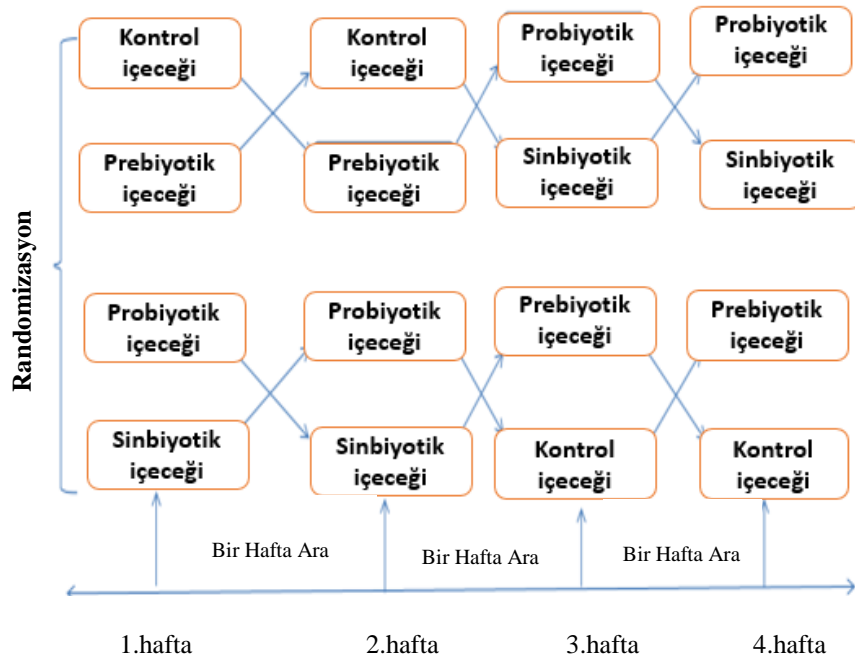 Randomizasyon
Kontrol
içeceği
Kontrol
içeceği
Probiyotik
içeceği
Probiyotik
içeceği
Prebiyotik
içeceği
Prebiyotik
içeceği
Sinbiyotik
içeceği
Sinbiyotik
içeceği
Probiyotik
içeceği
Probiyotik
içeceği
Prebiyotik
içeceği
Prebiyotik
içeceği
Sinbiyotik
içeceği
Sinbiyotik
içeceği
Kontrol
içeceği
Kontrol
içeceği
Bir Hafta Ara
Bir Hafta Ara
Bir Hafta Ara
1.hafta
2.hafta
3.hafta
4.hafta